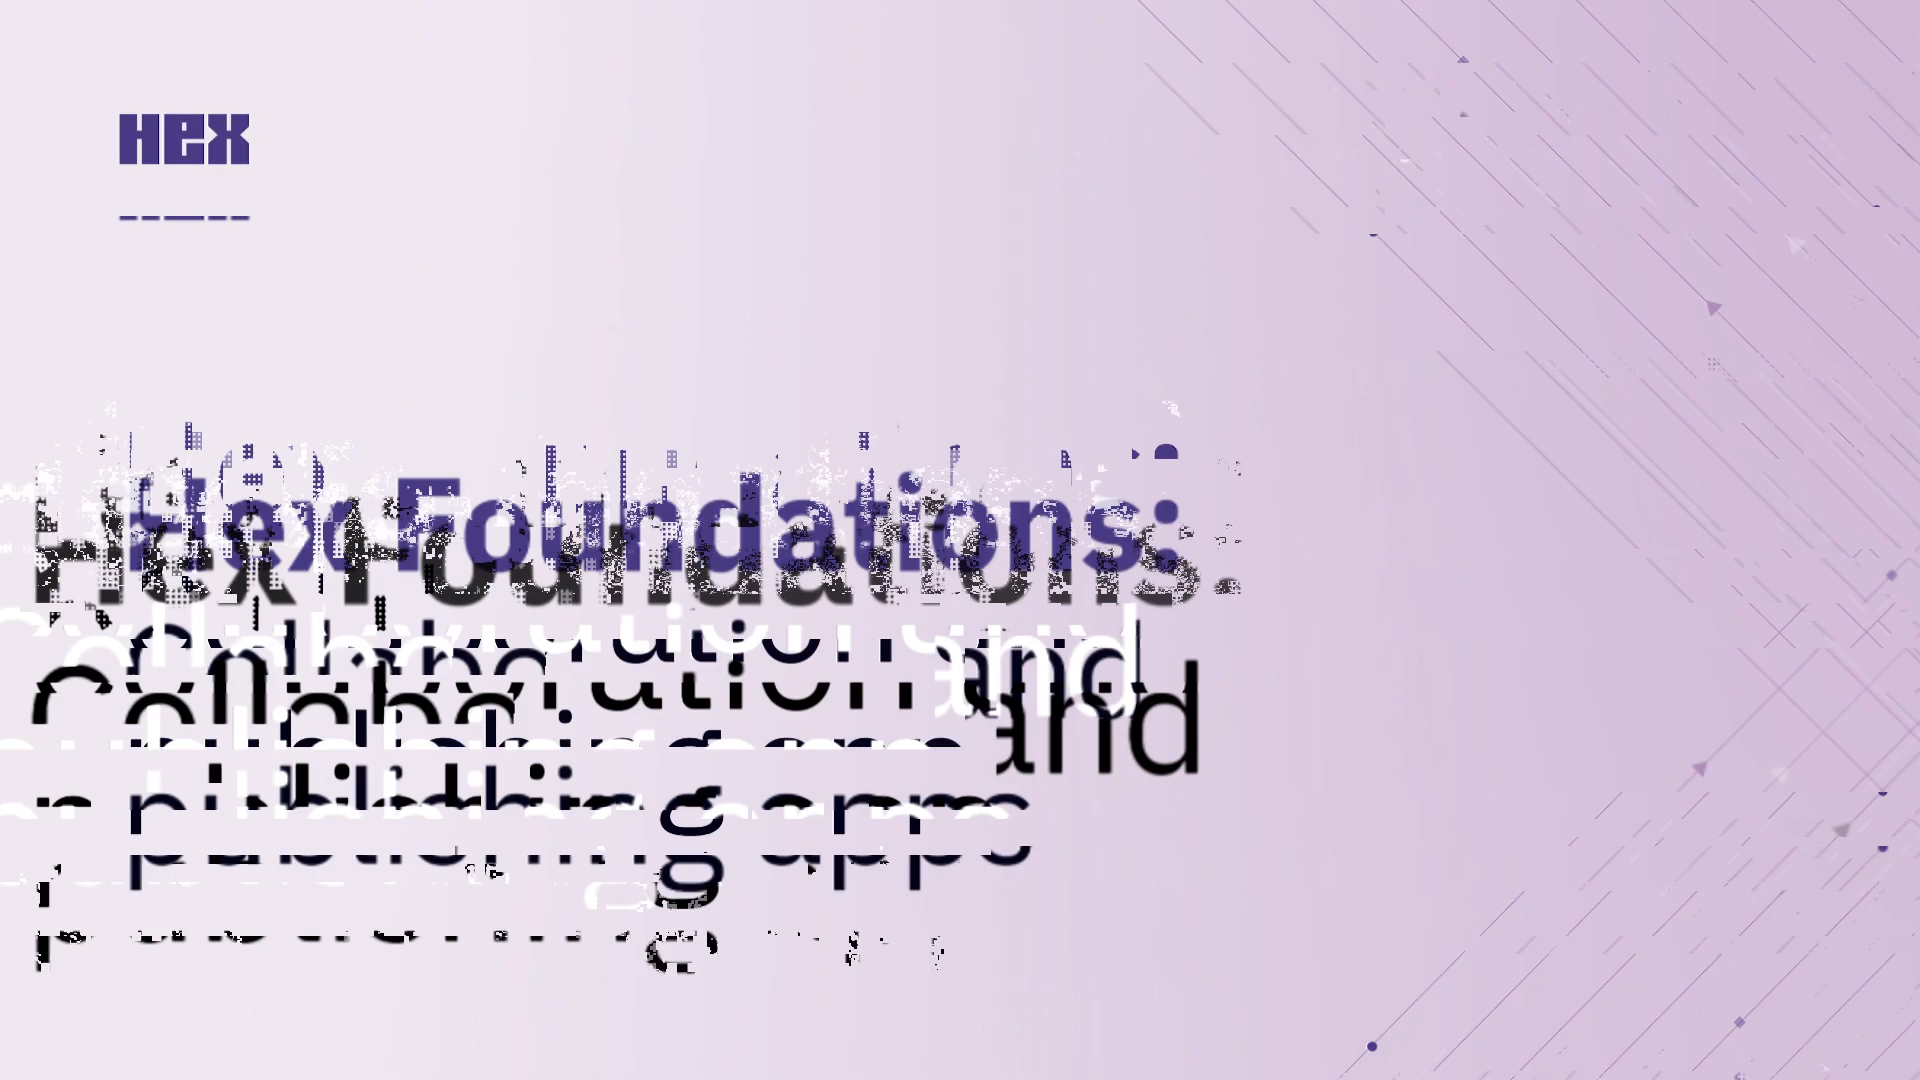 HEX
Hex Foundations:
Collaboration and
publishing apps